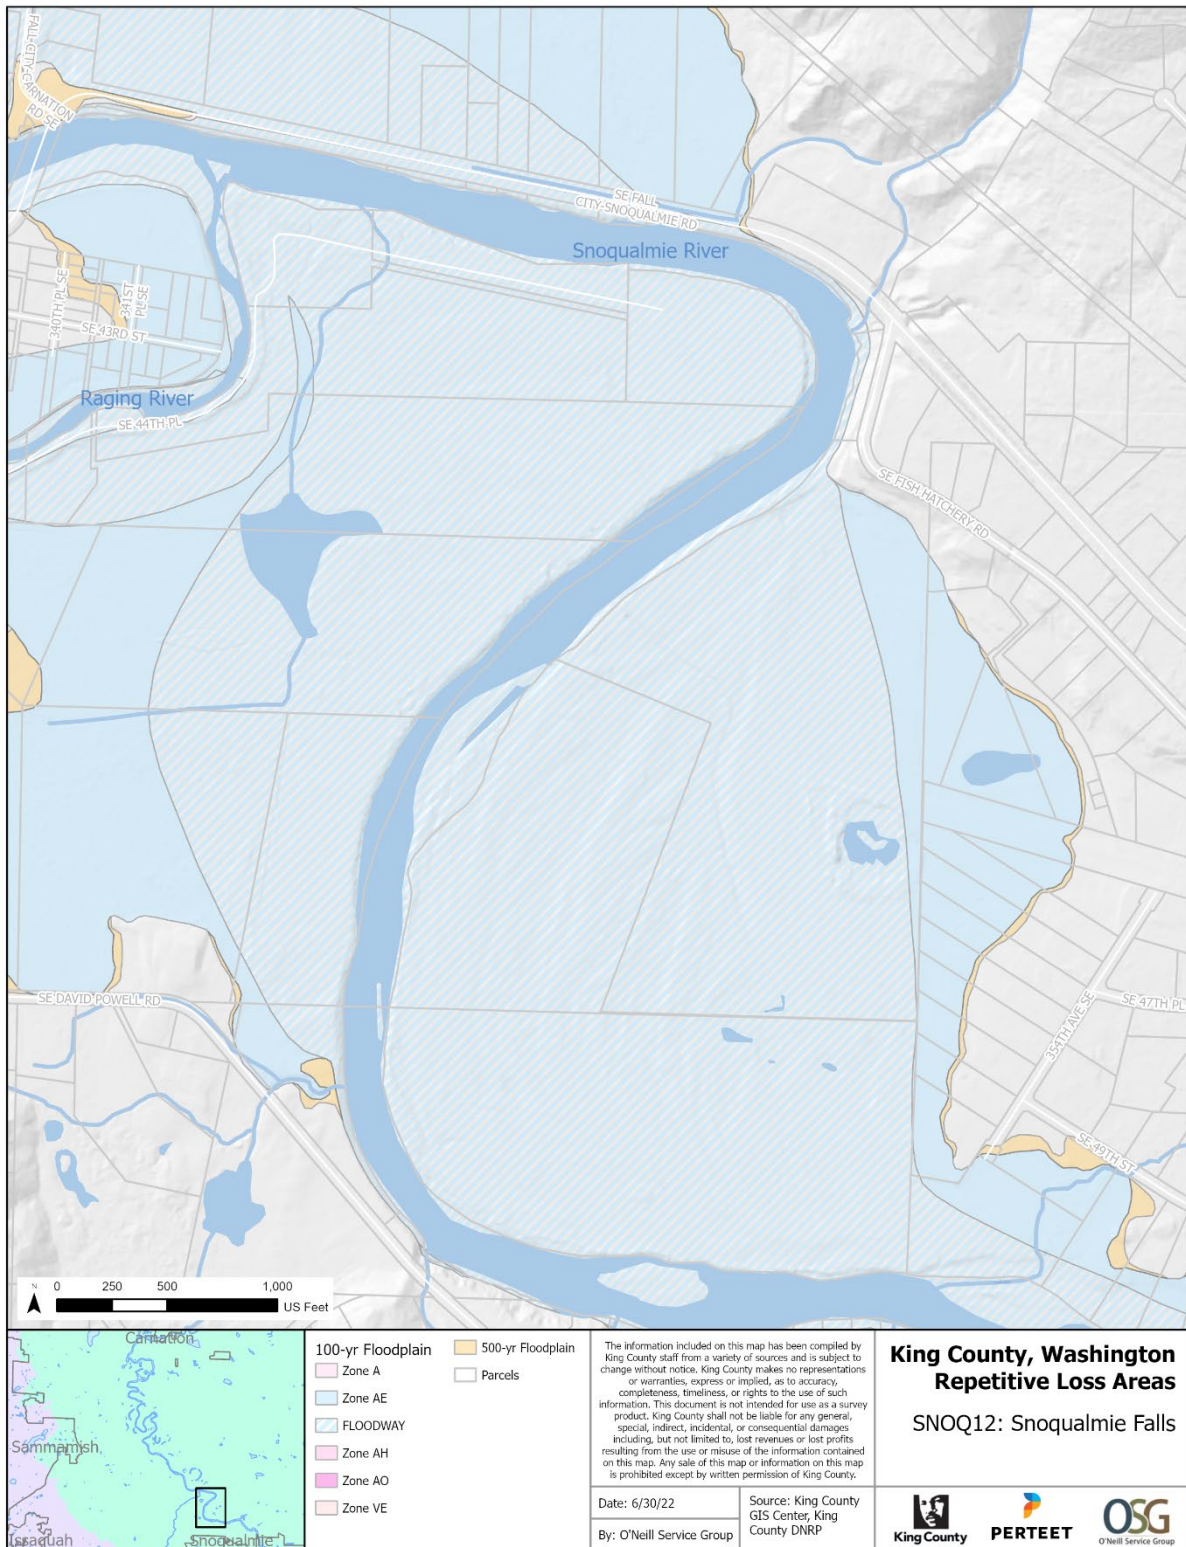 FALL-CITY-CARNATION
RD SE
SE FALL
CITY-SNOQUALMIE RD
Snoqualmie River
340TH PL SE
341ST
PL SE
SE 43RD ST
Raging River
SE 44TH PL
SE FISH HATCHERY RD
SE DAVID POWELL RD
354TH AVE SE
SE 47TH PL
SE 49TH ST
N
0 250 500 1,000
US Feet
Carnation
Sammamish
Issaquah
Snoqualmie
100-yr Floodplain
Zone A
Zone AE
FLOODWAY
Zone AH
Zone AO
Zone VE
500-yr Floodplain
Parcels
The information included on this map has been compiled by
King County staff from a variety of sources and is subject to
change without notice. King County makes no representations
or warranties, express or implied, as to accuracy,
completeness, timeliness, or rights to the use of such
information. This document is not intended for use as a survey
product. King County shall not be liable for any general,
special, indirect, incidental, or consequential damages
including, but not limited to, lost revenues or lost profits
resulting from the use or misuse of the information contained
on this map. Any sale of this map or information on this map
is prohibited except by written permission of King County.
Date: 6/30/22
By: O'Neill Service Group
Source: King County
GIS Center, King
County DNRP
King County, Washington
Repetitive Loss Areas
SNOQ12: Snoqualmie Falls
King County
PERTEET
OSG
O'Neill Service Group